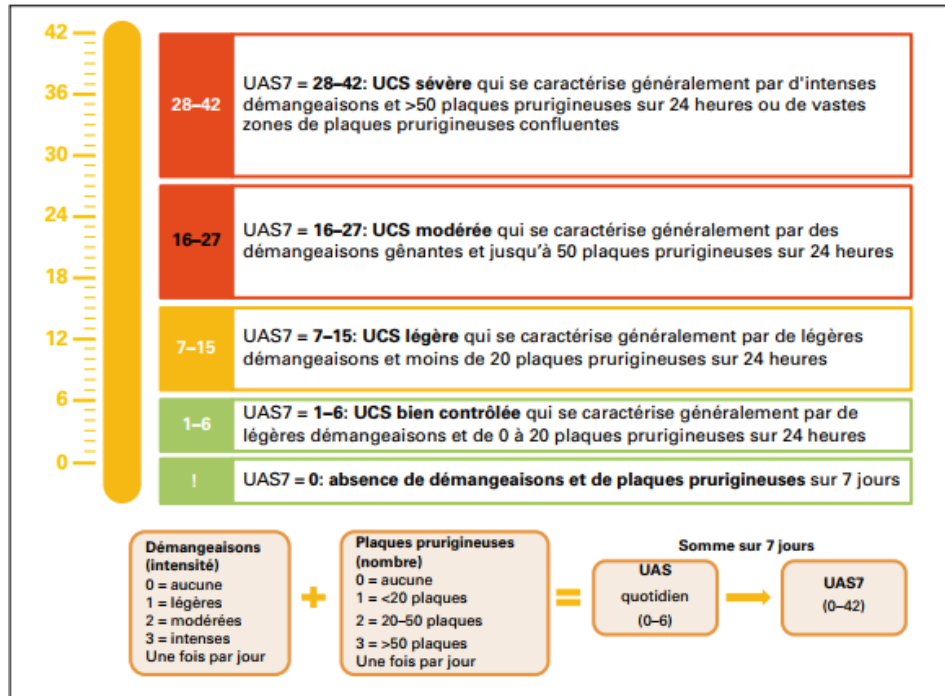 42
36
30
24
18
12
6
0
28–42
UAS7 = 28–42: UCS sévère qui se caractérise généralement par d'intenses
démangeaisons et >50 plaques prurigineuses sur 24 heures ou de vastes
zones de plaques prurigineuses confluentes
16–27
UAS7 = 16–27: UCS modérée qui se caractérise généralement par des
démangeaisons gênantes et jusqu'à 50 plaques prurigineuses sur 24 heures
7–15
UAS7 = 7–15: UCS légère qui se caractérise généralement par de légères
démangeaisons et moins de 20 plaques prurigineuses sur 24 heures
1–6
UAS7 = 1–6: UCS bien contrôlée qui se caractérise généralement par de
légères démangeaisons et de 0 à 20 plaques prurigineuses sur 24 heures
!
UAS7 = 0: absence de démangeaisons et de plaques prurigineuses sur 7 jours
Démangeaisons
(intensité)
0 = aucune
1 = légères
2 = modérées
3 = intenses
Une fois par jour
+
Plaques prurigineuses
(nombre)
0 = aucune
1 = <20 plaques
2 = 20–50 plaques
3 = >50 plaques
Une fois par jour
=
Somme sur 7 jours
UAS
quotidien
(0–6)
UAS7
(0–42)